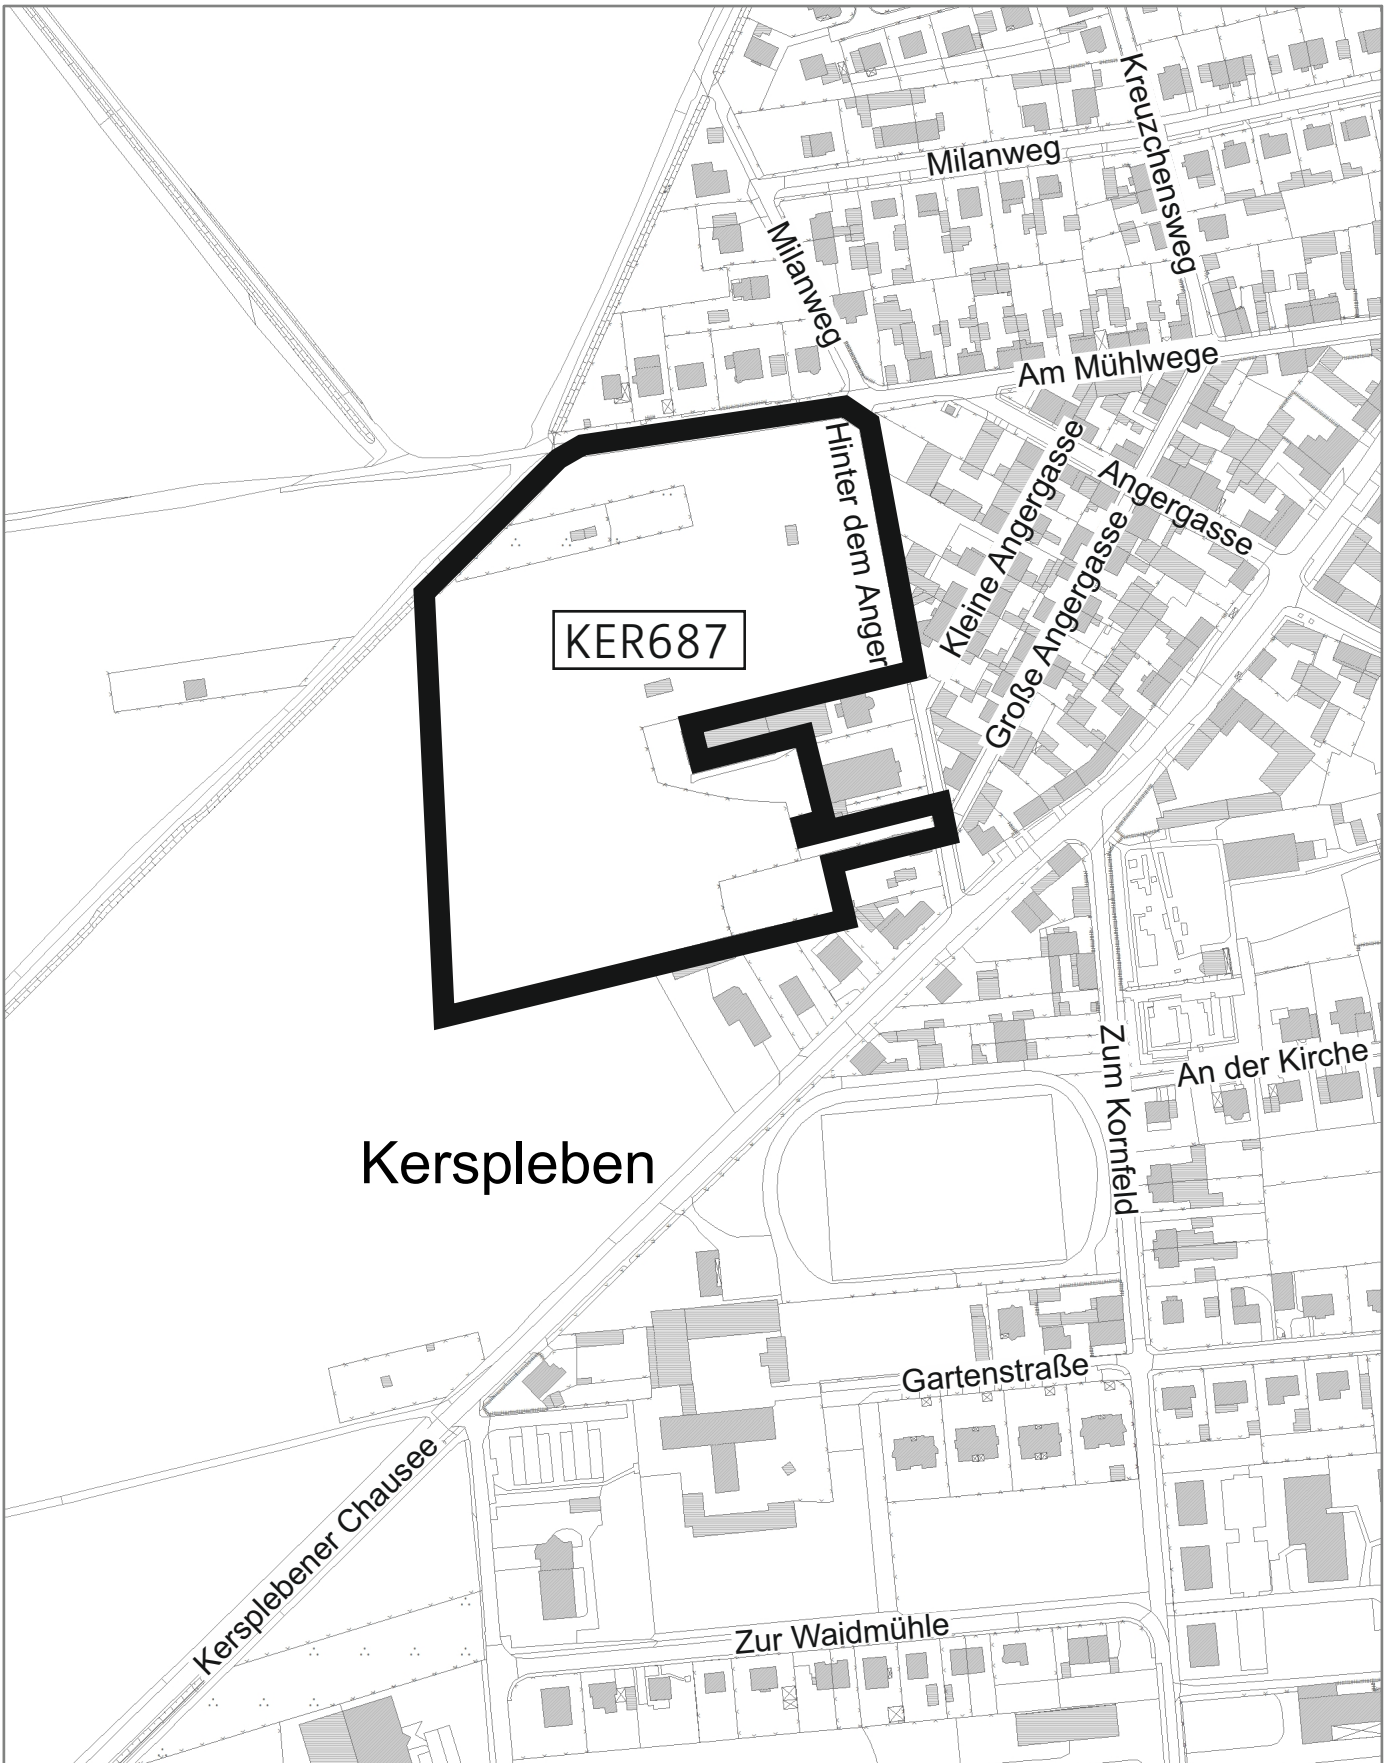 Kreuzchensweg
Milanweg
Milanweg
Am Mühlwege
Hinter dem Anger
Kleine Angergasse
Angergasse
Große Angergasse
KER687
Zum Kornfeld
An der Kirche
Kerspleben
Gartenstraße
Kersplebener Chausee
Zur Waidmühle